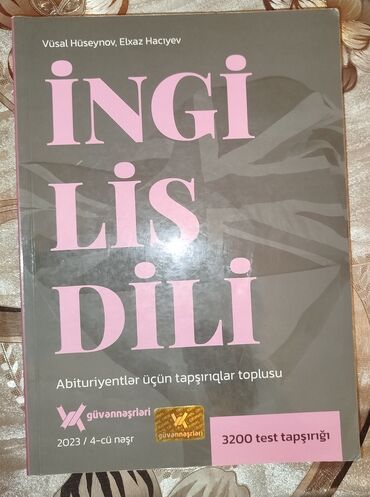 Vüsal Hüseynov, Elxaz Hacıyev
İNGİ
LİS
DİLİ
Abituriyentlər üçün tapşırıqlar toplusu
güvənnəşrləri
güvənnəşrləri
2023 / 4-cü nəşr
3200 test tapşırığı